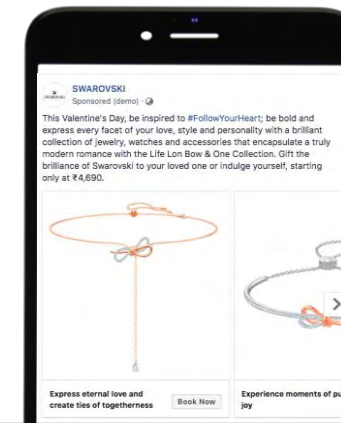 SWAROVSKI
Sponsored (demo) ·
This Valentine's Day, be inspired to #FollowYourHeart; be bold and
express every facet of your love, style and personality with a brilliant
collection of jewelry, watches and accessories that encapsulate a truly
modern romance with the Life Lon Bow & One Collection. Gift the
brilliance of Swarovski to your loved one or indulge yourself, starting
only at ₹4,690.
Express eternal love and
create ties of togetherness
Book Now
Experience moments of pu
joy